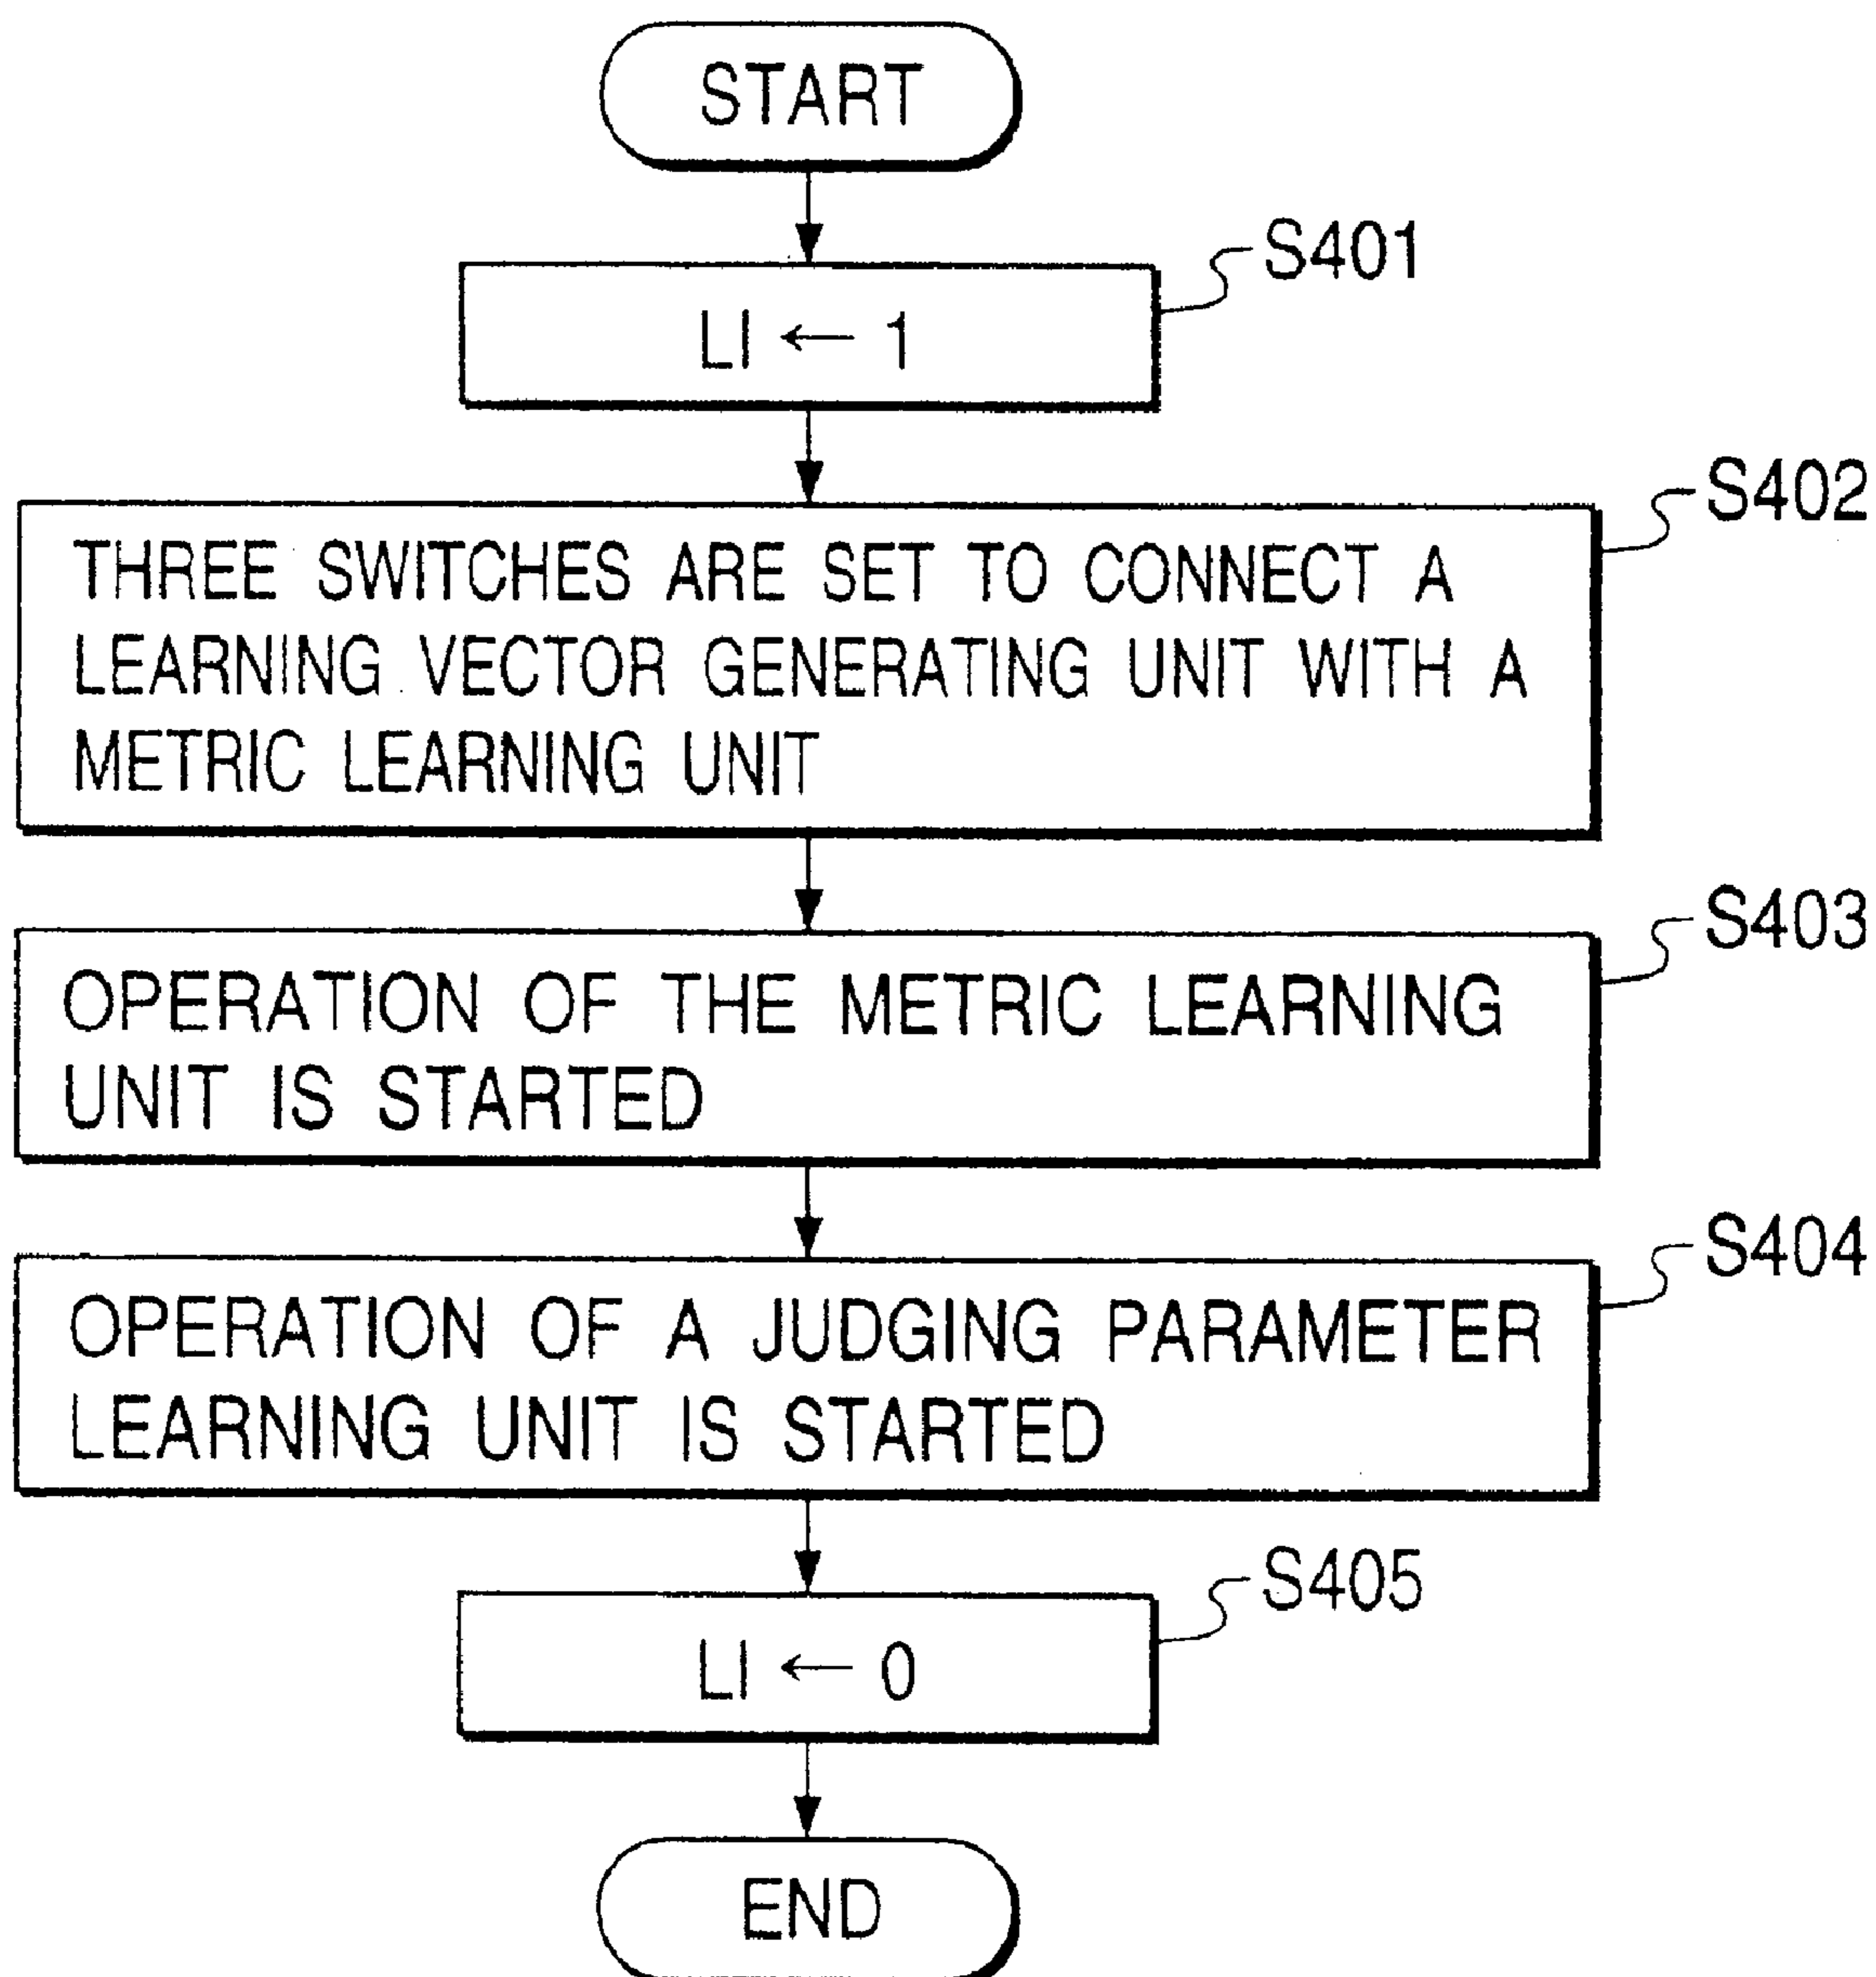 START
S401
LI ← 1
S402
THREE SWITCHES ARE SET TO CONNECT A
LEARNING VECTOR GENERATING UNIT WITH A
METRIC LEARNING UNIT
S403
OPERATION OF THE METRIC LEARNING
UNIT IS STARTED
S404
OPERATION OF A JUDGING PARAMETER
LEARNING UNIT IS STARTED
S405
LI ← 0
END